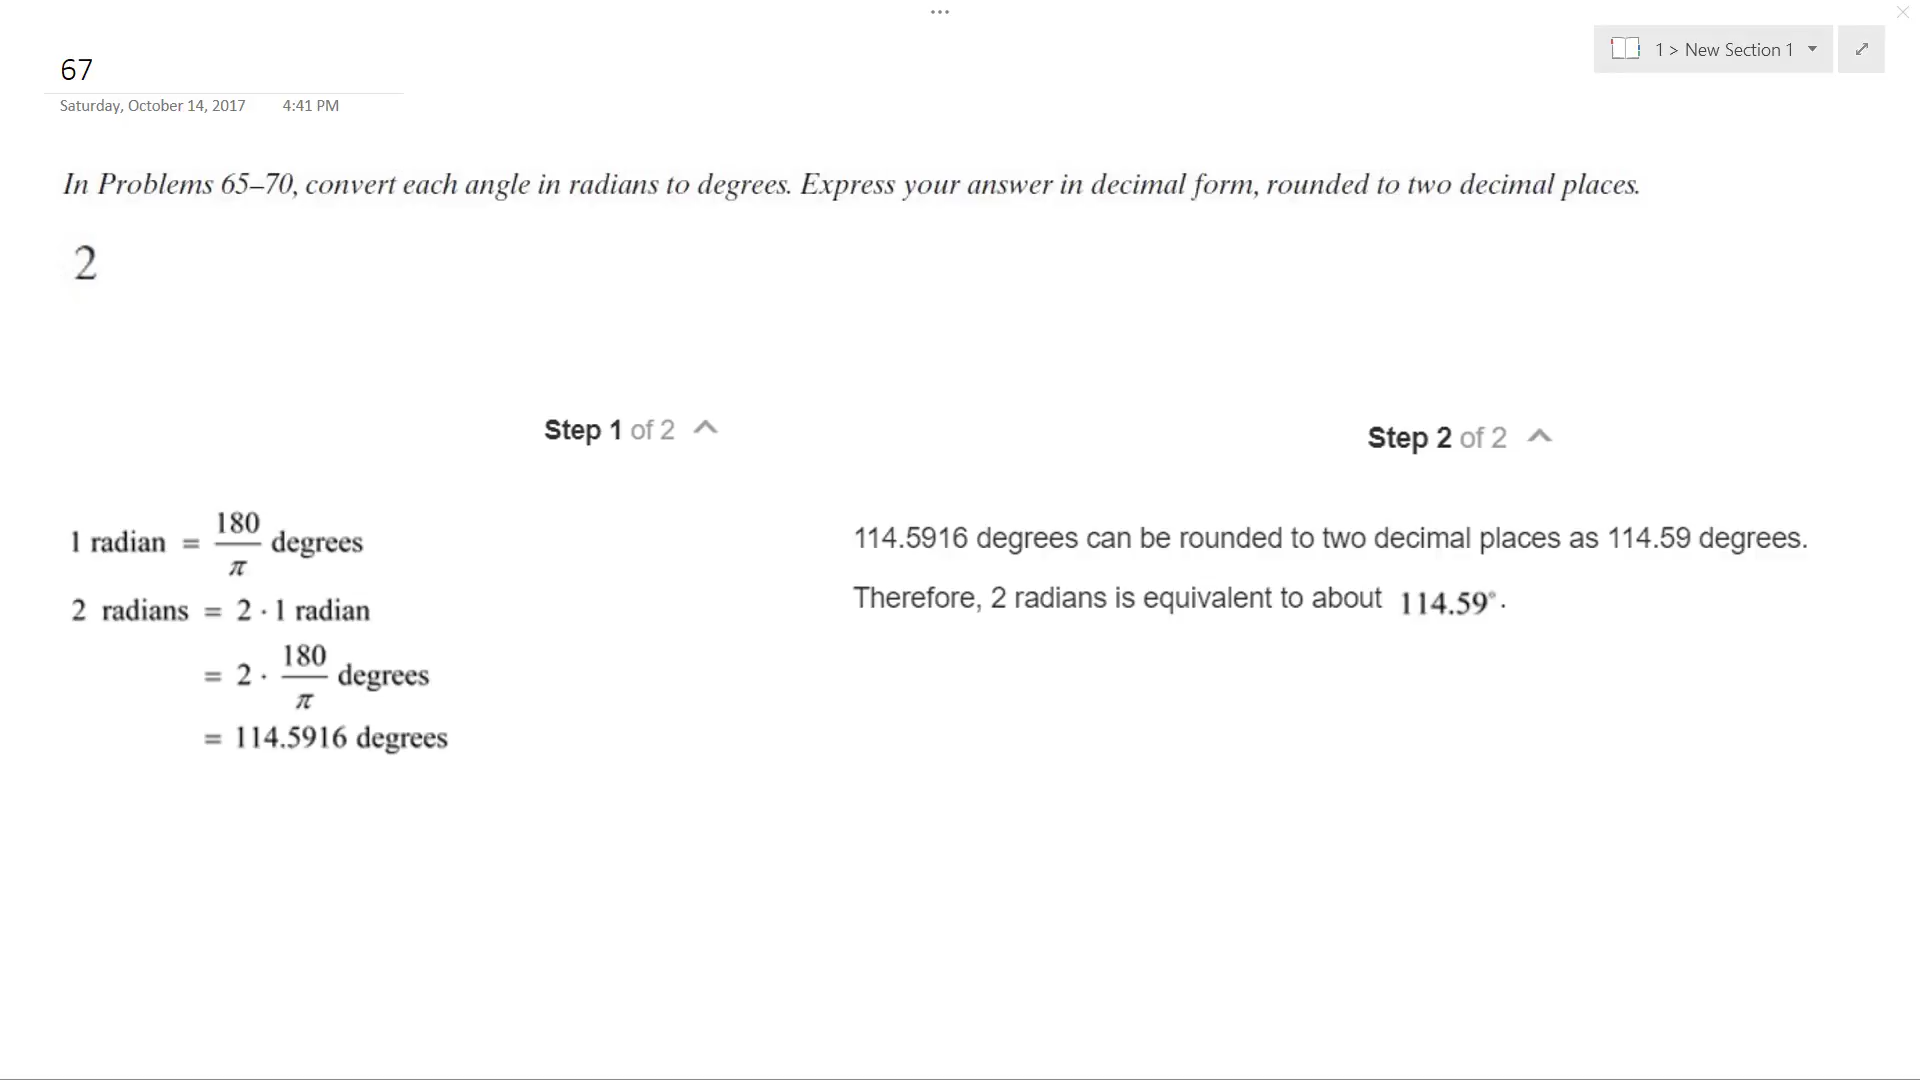 ...
1 > New Section 1
67
Saturday, October 14, 2017 4:41 PM
In Problems 65–70, convert each angle in radians to degrees. Express your answer in decimal form, rounded to two decimal places.
2
Step 1 of 2
1 radian = 180/π degrees
2 radians = 2 · 1 radian
= 2 · 180/π degrees
= 114.5916 degrees
Step 2 of 2
114.5916 degrees can be rounded to two decimal places as 114.59 degrees.
Therefore, 2 radians is equivalent to about 114.59°.